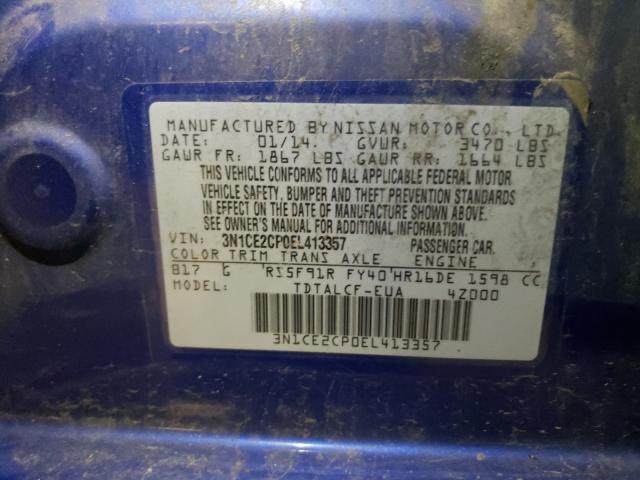 MANUFACTURED BY NISSAN MOTOR CO., LTD.
DATE: 01/14. GVWR: 3470 LBS
GAWR FR: 1867 LBS GAWR RR: 1664 LBS
THIS VEHICLE CONFORMS TO ALL APPLICABLE FEDERAL MOTOR
VEHICLE SAFETY, BUMPER AND THEFT PREVENTION STANDARDS
IN EFFECT ON THE DATE OF MANUFACTURE SHOWN ABOVE.
SEE OWNER'S MANUAL FOR ADDITIONAL INFORMATION.
VIN: 3N1CE2CP0EL413357 PASSENGER CAR.
COLOR TRIM TRANS AXLE ENGINE
B17 G RS5F91R FY40 HR16DE 1598 CC
MODEL: TDTALCF-EUA 4Z000
3N1CE2CP0EL413357